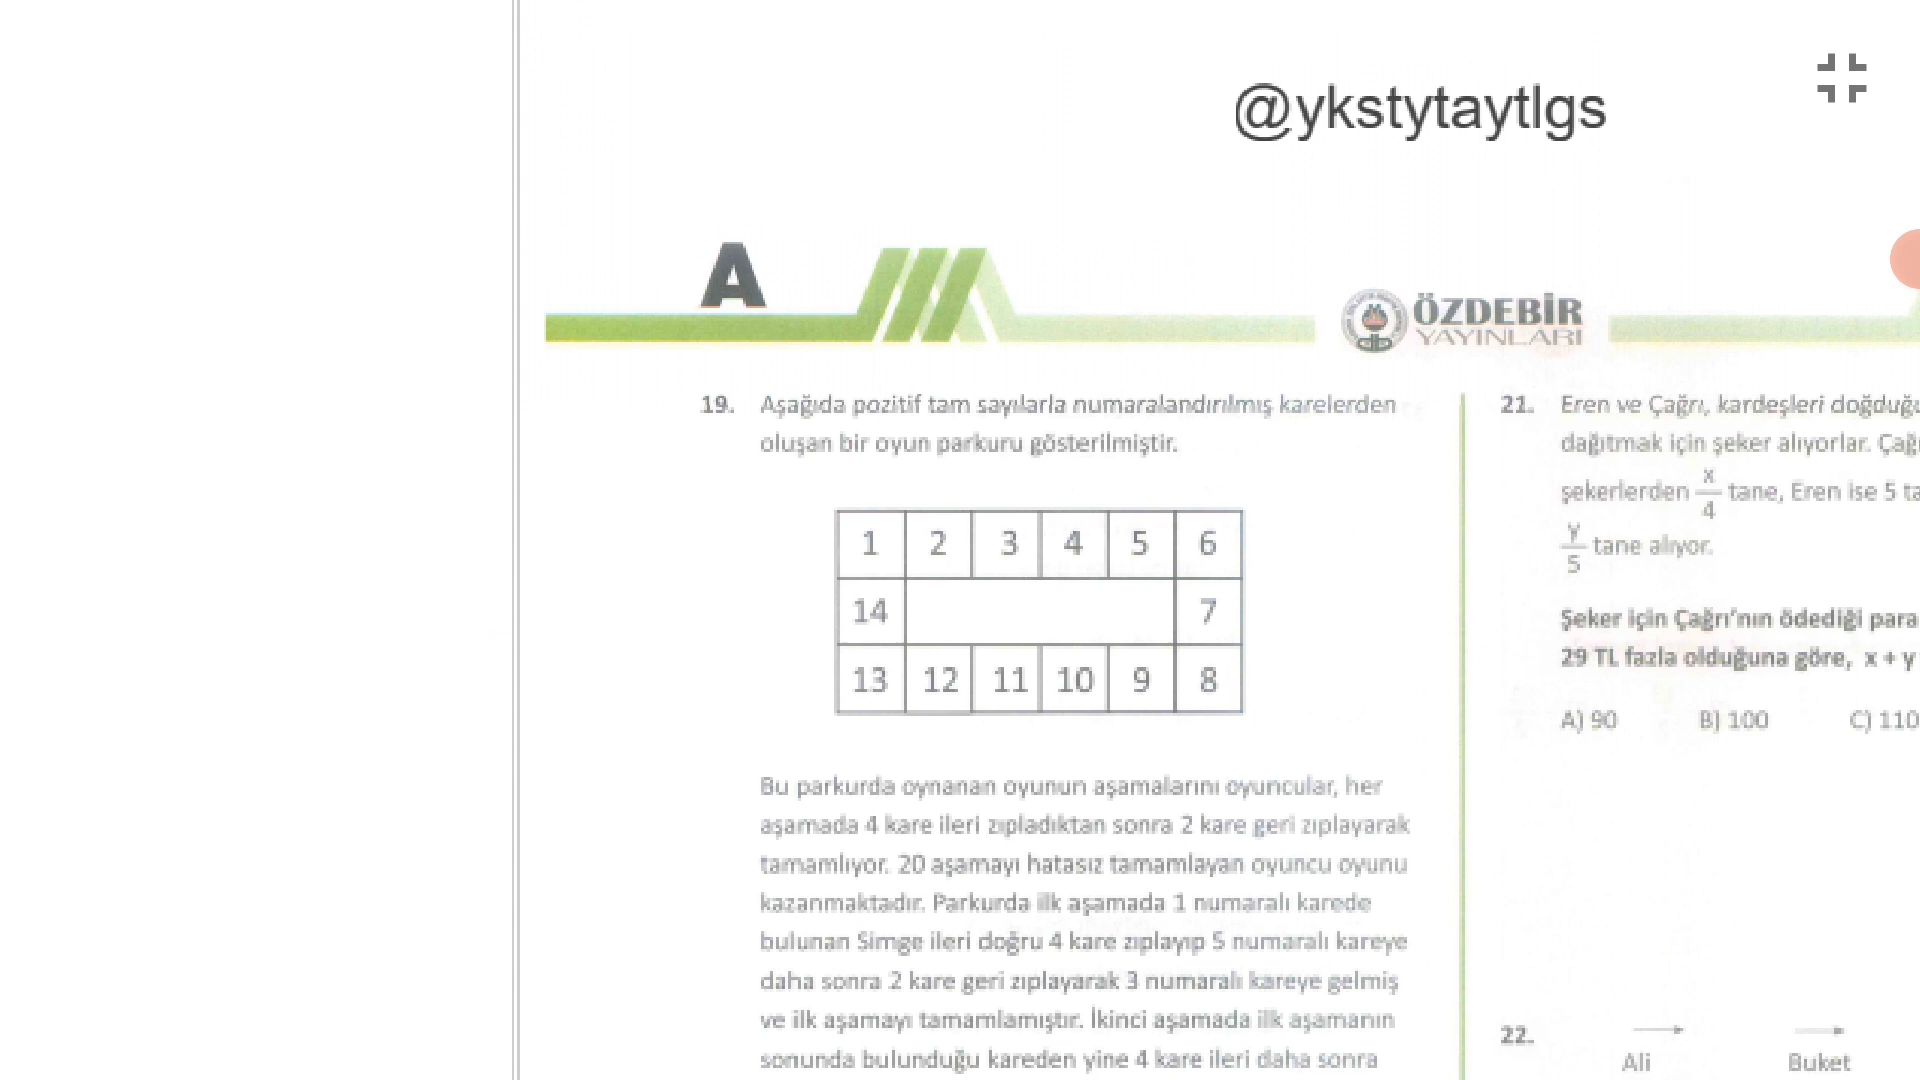 @ykstytaytlgs
A
ÖZDEBİR
YAYINLARI
19. Aşağıda pozitif tam sayılarla numaralandırılmış karelerden
oluşan bir oyun parkuru gösterilmiştir.
1 2 3 4 5 6
14 7
13 12 11 10 9 8
Bu parkurda oynanan oyunun aşamalarını oyuncular, her
aşamada 4 kare ileri zıpladıktan sonra 2 kare geri zıplayarak
tamamlıyor. 20 aşamayı hatasız tamamlayan oyuncu oyunu
kazanmaktadır. Parkurda ilk aşamada 1 numaralı karede
bulunan Simge ileri doğru 4 kare zıplayıp 5 numaralı kareye
daha sonra 2 kare geri zıplayarak 3 numaralı kareye gelmiş
ve ilk aşamayı tamamlamıştır. İkinci aşamada ilk aşamanın
sonunda bulunduğu kareden yine 4 kare ileri daha sonra
21. Eren ve Çağrı, kardeşleri
dağıtmak için şeker alıyorlar.
şekerlerden x/4 tane, Eren ise 5
y/5 tane alıyor.
Şeker için Çağrı'nın ödediği para
29 TL fazla olduğuna göre, x + y
A) 90 B) 100 C) 110
22.
Ali Buket